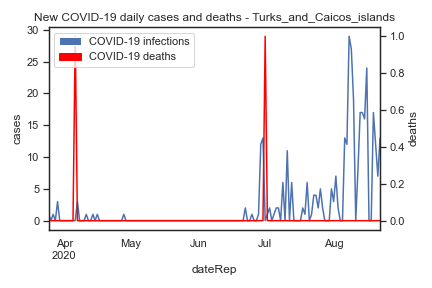 New COVID-19 daily cases and deaths - Turks_and_Caicos_islands
COVID-19 infections
COVID-19 deaths
cases
30
25
20
15
10
5
0
deaths
1.0
0.8
0.6
0.4
0.2
0.0
Apr
2020
May
Jun
Jul
Aug
dateRep